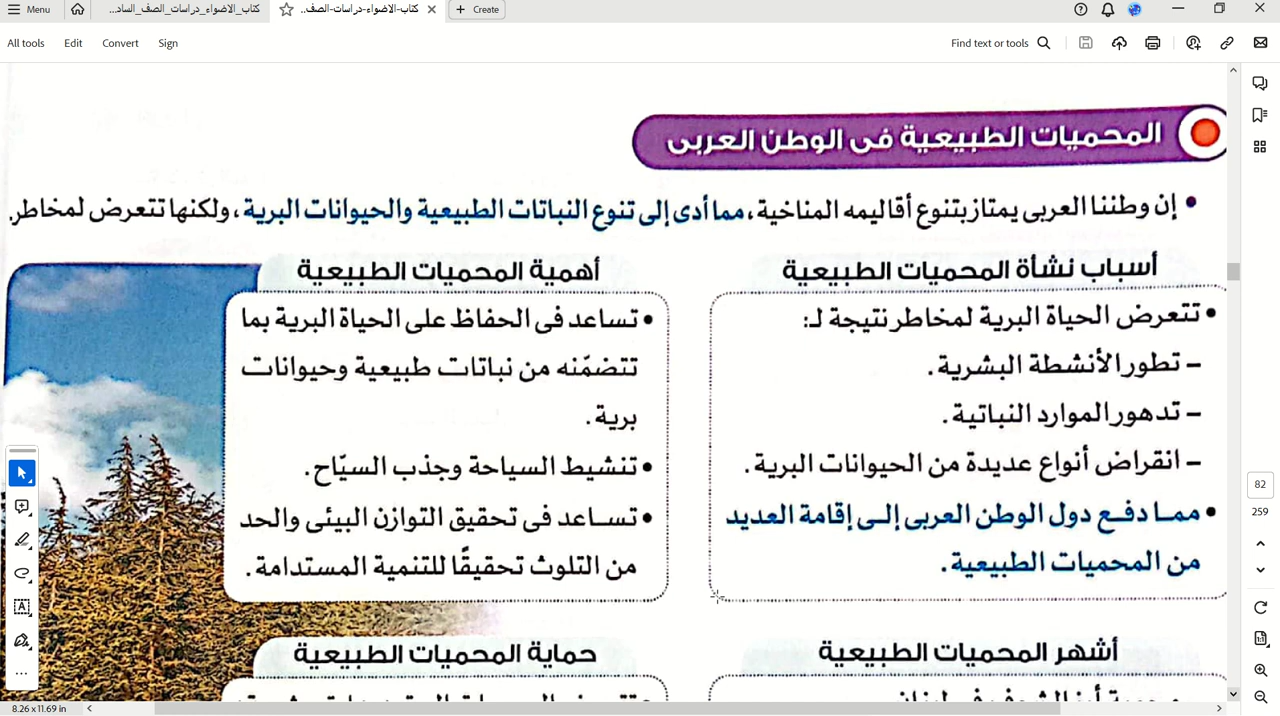 Menu
كتاب_الاضواء_دراسات_الصف_الساد...
كتاب-الاضواء-دراسات-الصف...
Create
All tools Edit Convert Sign
Find text or tools
المحميات الطبيعية فى الوطن العربى
• إن وطننا العربى يمتاز بتنوع أقاليمه المناخية، مما أدى إلى تنوع النباتات الطبيعية والحيوانات البرية، ولكنها تتعرض لمخاطر.
أسباب نشأة المحميات الطبيعية
• تتعرض الحياة البرية لمخاطر نتيجة لـ:
– تطور الأنشطة البشرية.
– تدهور الموارد النباتية.
– انقراض أنواع عديدة من الحيوانات البرية.
• مما دفع دول الوطن العربى إلى إقامة العديد
من المحميات الطبيعية.
أهمية المحميات الطبيعية
• تساعد فى الحفاظ على الحياة البرية بما
تتضمّنه من نباتات طبيعية وحيوانات
برية.
• تنشيط السياحة وجذب السيّاح.
• تساعد فى تحقيق التوازن البيئى والحد
من التلوث تحقيقًا للتنمية المستدامة.
أشهر المحميات الطبيعية
حماية المحميات الطبيعية
82
259
8.26 x 11.69 in